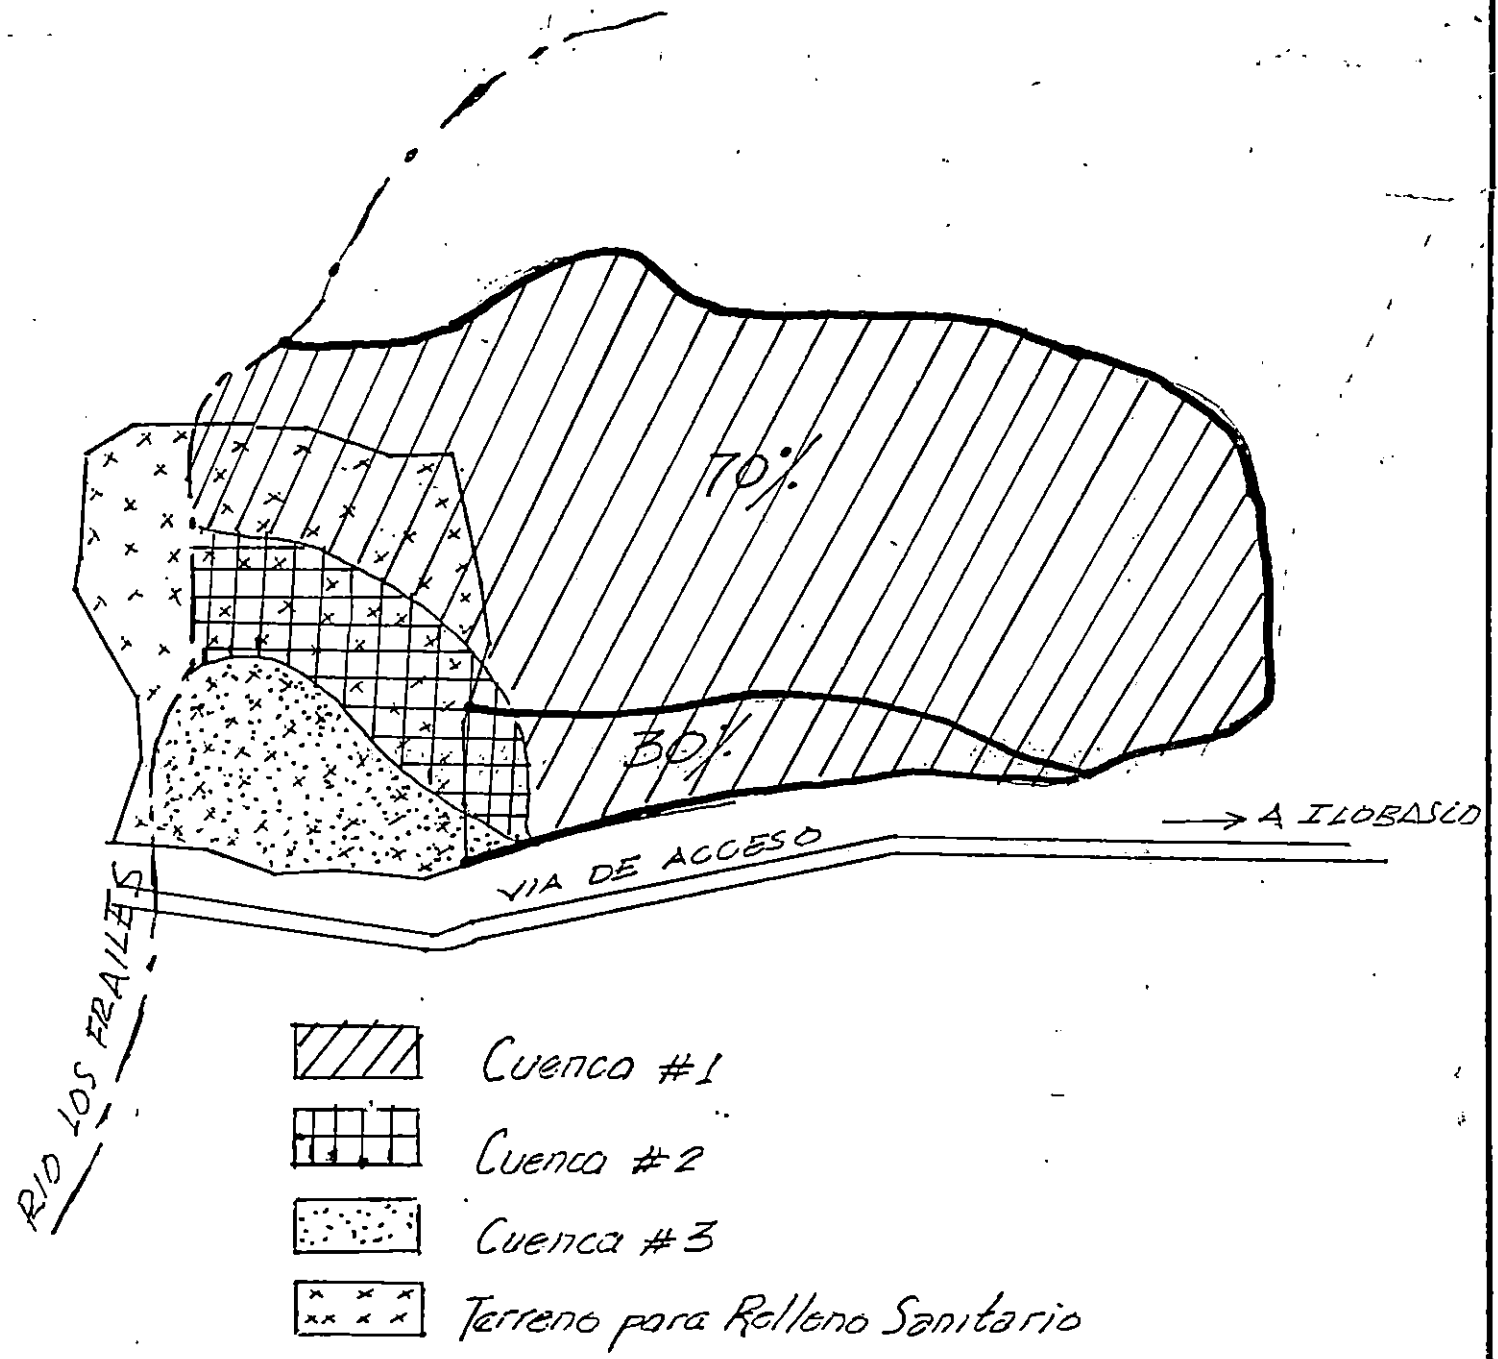 70%
30%
→ A ILOBASCO
VIA DE ACCESO
RIO LOS FRAILES
Cuenca #1
Cuenca #2
Cuenca #3
Terreno para Relleno Sanitario